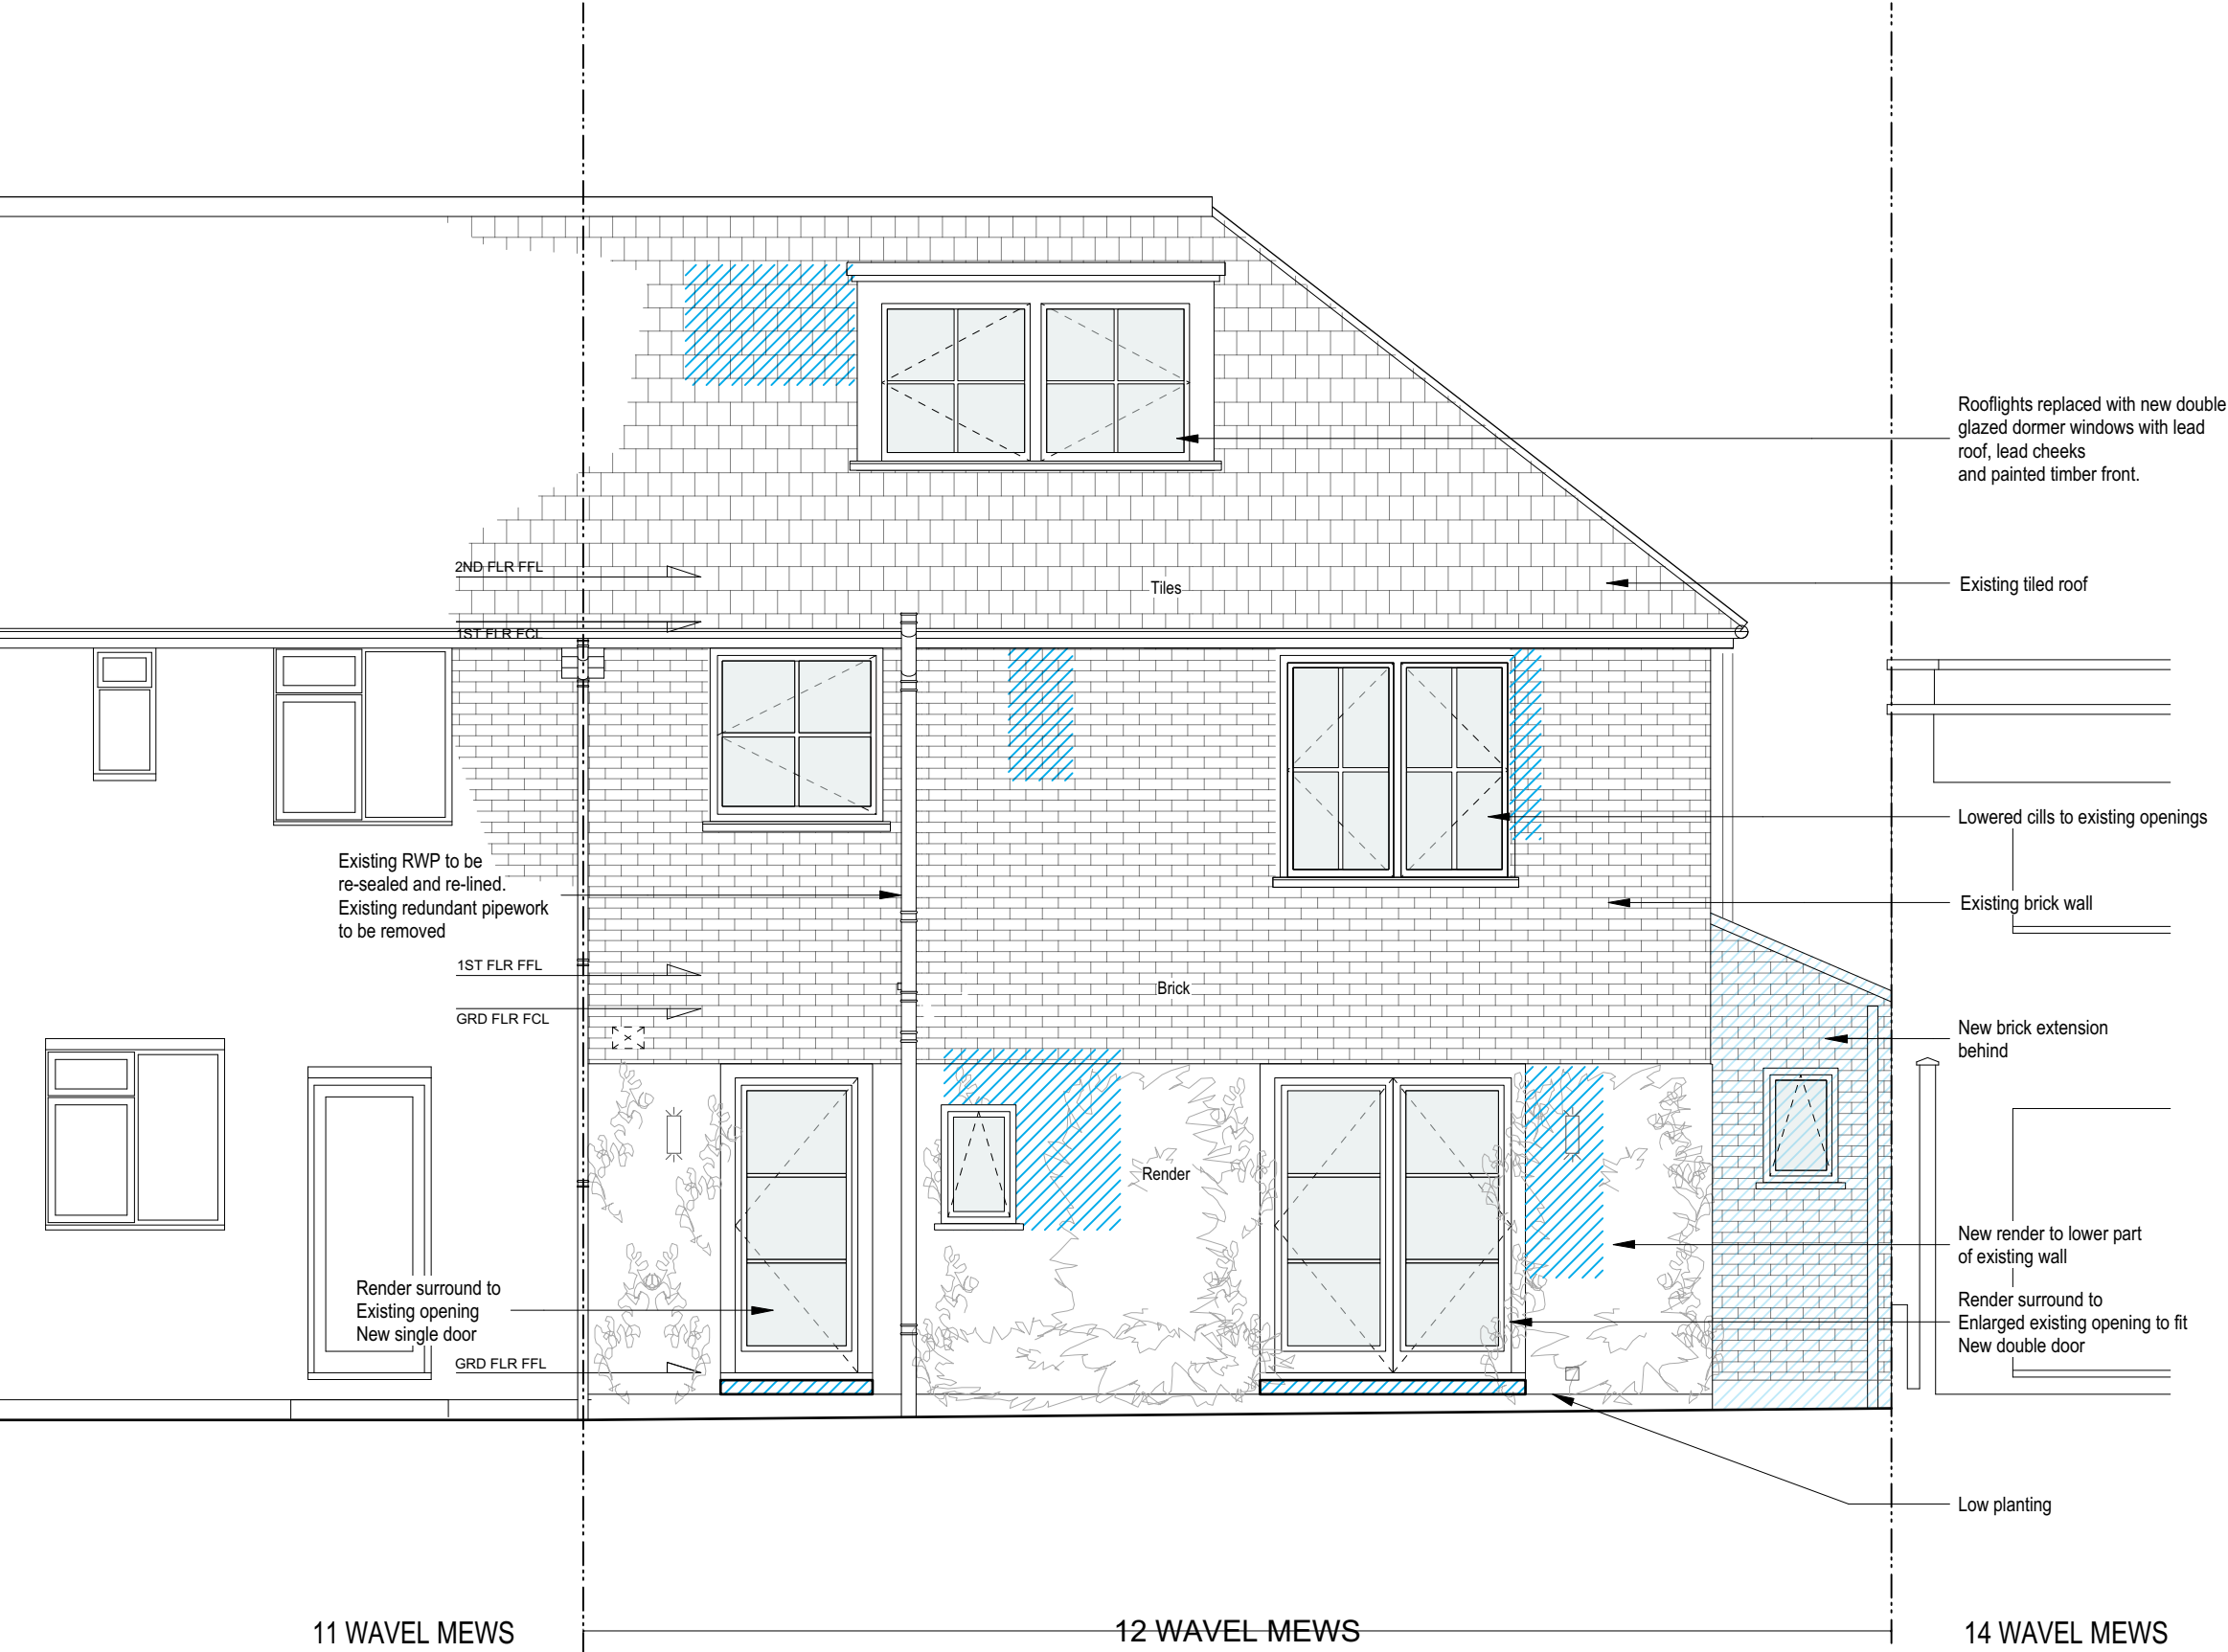 Rooflights replaced with new double
glazed dormer windows with lead
roof, lead cheeks
and painted timber front.
2ND FLR FFL
Tiles
Existing tiled roof
1ST FLR FCL
Lowered cills to existing openings
Existing RWP to be
re-sealed and re-lined.
Existing redundant pipework
to be removed
Existing brick wall
1ST FLR FFL
Brick
GRD FLR FCL
x
New brick extension
behind
Render
New render to lower part
of existing wall
Render surround to
Existing opening
New single door
Render surround to
Enlarged existing opening to fit
New double door
GRD FLR FFL
Low planting
11 WAVEL MEWS
12 WAVEL MEWS
14 WAVEL MEWS